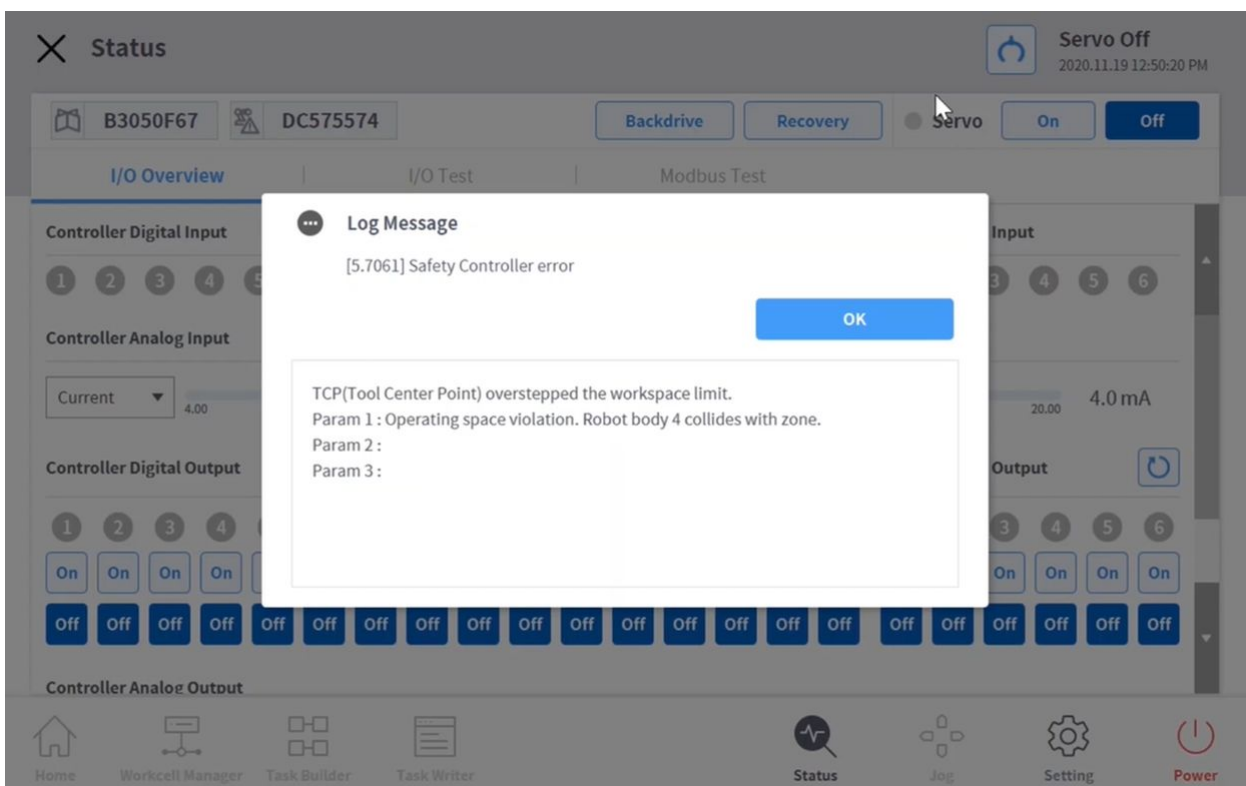 Status
Servo Off
2020.11.19 12:50:20 PM
B3050F67 DC575574 Backdrive Recovery Servo On Off
I/O Overview I/O Test Modbus Test
Log Message
[5.7061] Safety Controller error
OK
TCP(Tool Center Point) overstepped the workspace limit.
Param 1 : Operating space violation. Robot body 4 collides with zone.
Param 2 :
Param 3 :
Controller Digital Input Input
1 2 3 4 5 3 4 5 6
Controller Analog Input
Current 4.00 20.00 4.0 mA
Controller Digital Output Output
1 2 3 4 3 4 5 6
On On On On On On On On
Off Off Off Off Off Off Off Off Off Off Off Off Off Off Off Off Off Off Off Off Off Off
Controller Analog Output
Home Workcell Manager Task Builder Task Writer Status Jog Setting Power